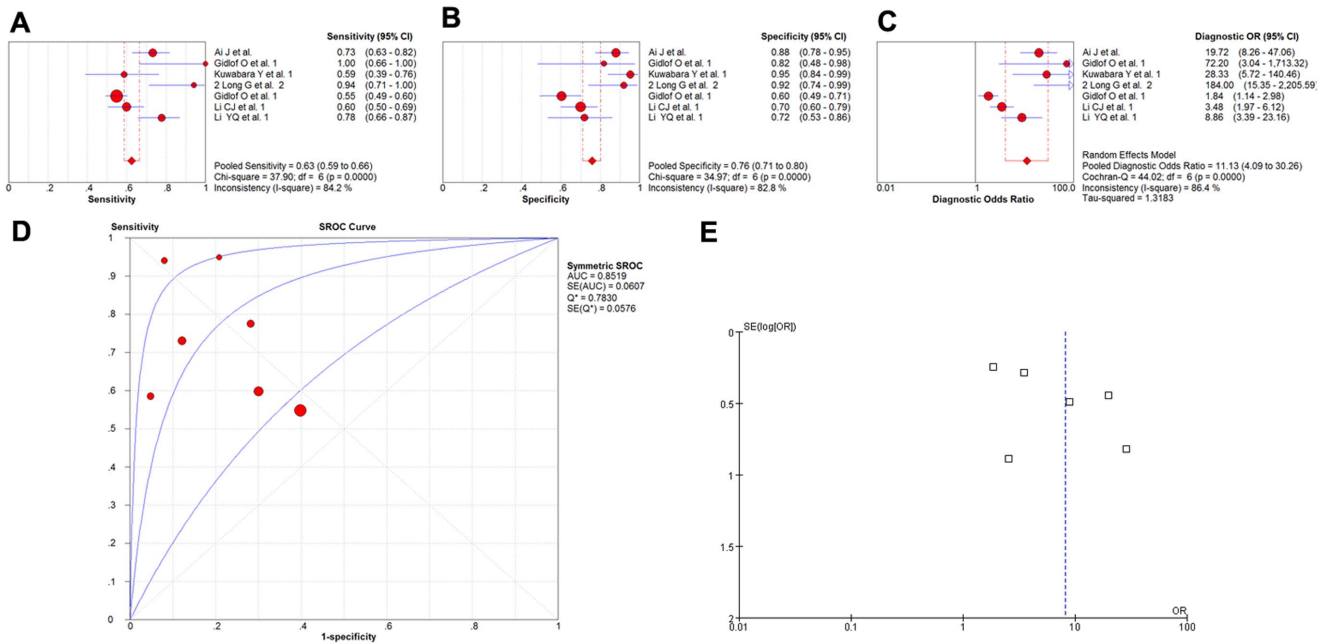 A
Sensitivity (95% CI)
Ai J et al. 0.73 (0.63 - 0.82)
Gidlof O et al. 1 1.00 (0.66 - 1.00)
Kuwabara Y et al. 1 0.59 (0.39 - 0.76)
2 Long G et al. 2 0.94 (0.71 - 1.00)
Gidlof O et al. 1 0.55 (0.49 - 0.60)
Li CJ et al. 1 0.60 (0.50 - 0.69)
Li YQ et al. 1 0.78 (0.66 - 0.87)
Pooled Sensitivity = 0.63 (0.59 to 0.66)
Chi-square = 37.90; df = 6 (p = 0.0000)
Inconsistency (I-square) = 84.2 %
0 .2 .4 .6 .8 1
Sensitivity
B
Specificity (95% CI)
Ai J et al. 0.88 (0.78 - 0.95)
Gidlof O et al. 1 0.82 (0.48 - 0.98)
Kuwabara Y et al. 1 0.95 (0.84 - 0.99)
2 Long G et al. 2 0.92 (0.74 - 0.99)
Gidlof O et al. 1 0.60 (0.49 - 0.71)
Li CJ et al. 1 0.70 (0.60 - 0.79)
Li YQ et al. 1 0.72 (0.53 - 0.86)
Pooled Specificity = 0.76 (0.71 to 0.80)
Chi-square = 34.97; df = 6 (p = 0.0000)
Inconsistency (I-square) = 82.8 %
0 .2 .4 .6 .8 1
Specificity
C
Diagnostic OR (95% CI)
Ai J et al. 19.72 (8.26 - 47.06)
Gidlof O et al. 1 72.20 (3.04 - 1,713.32)
Kuwabara Y et al. 1 28.33 (5.72 - 140.46)
2 Long G et al. 2 184.00 (15.35 - 2,205.59)
Gidlof O et al. 1 1.84 (1.14 - 2.98)
Li CJ et al. 1 3.48 (1.97 - 6.12)
Li YQ et al. 1 8.86 (3.39 - 23.16)
Random Effects Model
Pooled Diagnostic Odds Ratio = 11.13 (4.09 to 30.26)
Cochran-Q = 44.02; df = 6 (p = 0.0000)
Inconsistency (I-square) = 86.4 %
Tau-squared = 1.3183
0.01 1 100.0
Diagnostic Odds Ratio
D
Sensitivity
SROC Curve
1
.9
.8
.7
.6
.5
.4
.3
.2
.1
0
0 .2 .4 .6 .8 1
1-specificity
Symmetric SROC
AUC = 0.8519
SE(AUC) = 0.0607
Q* = 0.7830
SE(Q*) = 0.0576
E
SE(log[OR])
0
0.5
1
1.5
2
OR
0.01 0.1 1 10 100